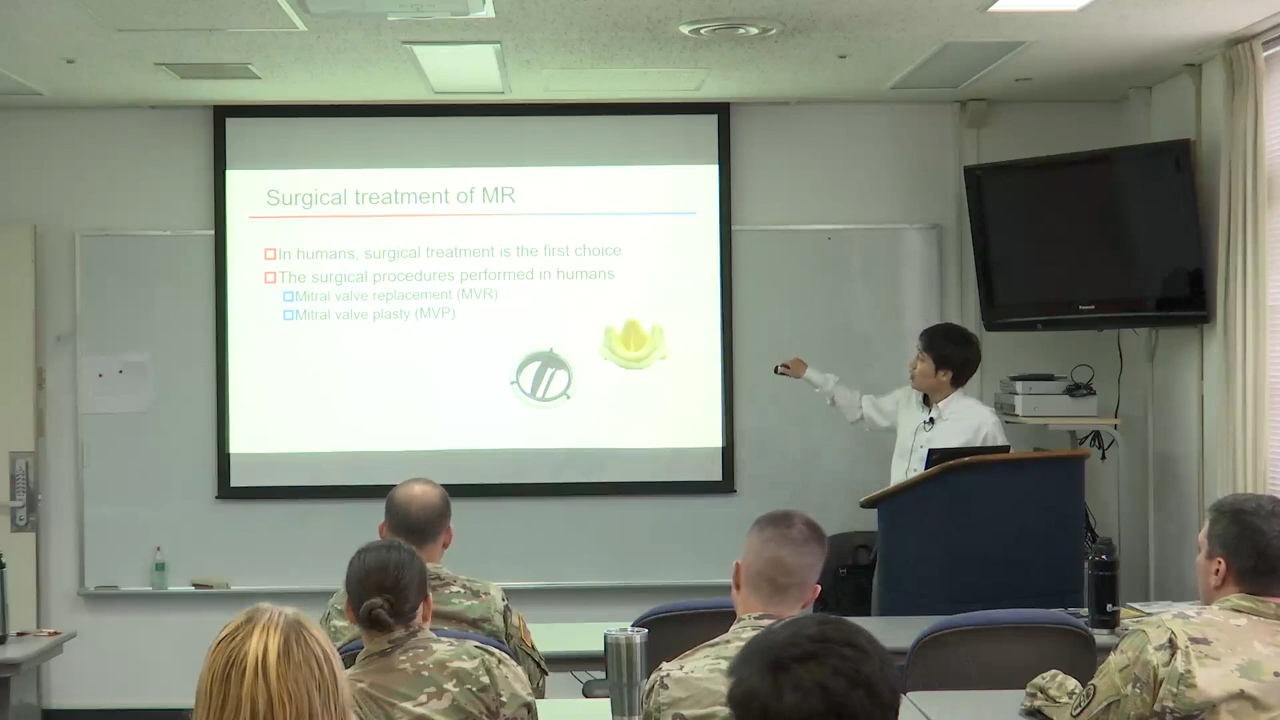 Surgical treatment of MR
In humans, surgical treatment is the first choice
The surgical procedures performed in humans
Mitral valve replacement (MVR)
Mitral valve plasty (MVP)
Panasonic